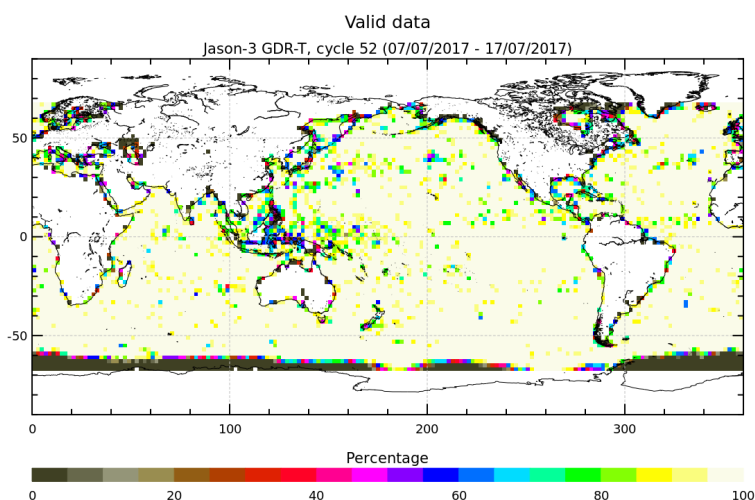 Valid data
Jason-3 GDR-T, cycle 52 (07/07/2017 - 17/07/2017)
50
0
-50
0 100 200 300
Percentage
0 20 40 60 80 100